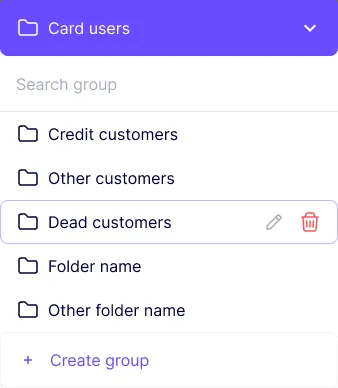 Card users
Search group
Credit customers
Other customers
Dead customers
Folder name
Other folder name
+ Create group